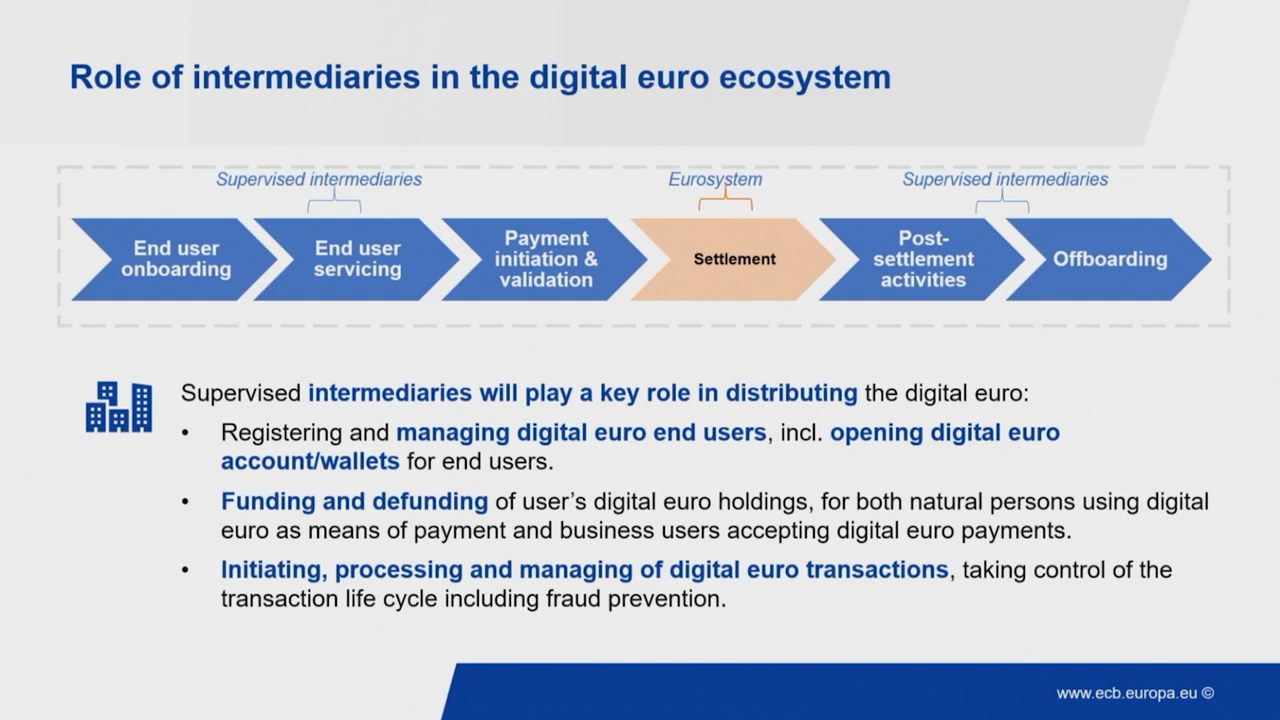 Role of intermediaries in the digital euro ecosystem
Supervised intermediaries
Eurosystem
Supervised intermediaries
End user
onboarding
End user
servicing
Payment
initiation &
validation
Settlement
Post-
settlement
activities
Offboarding
Supervised intermediaries will play a key role in distributing the digital euro:
• Registering and managing digital euro end users, incl. opening digital euro
account/wallets for end users.
• Funding and defunding of user’s digital euro holdings, for both natural persons using digital
euro as means of payment and business users accepting digital euro payments.
• Initiating, processing and managing of digital euro transactions, taking control of the
transaction life cycle including fraud prevention.
www.ecb.europa.eu ©